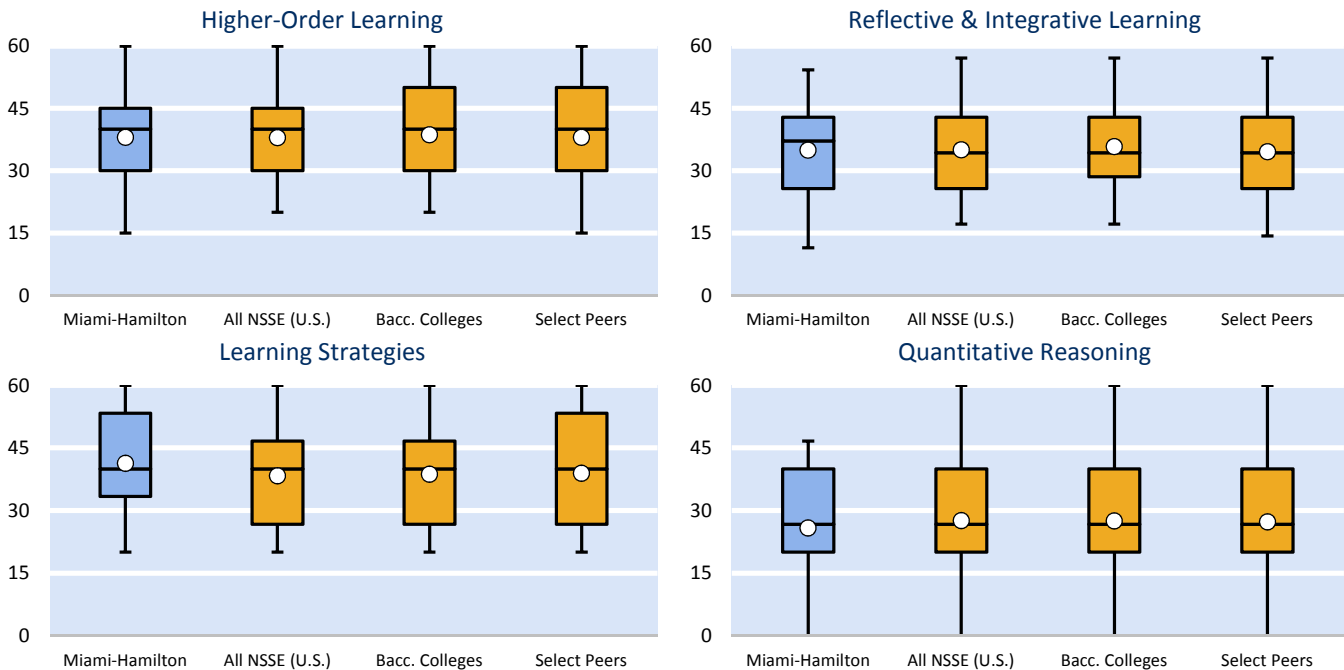 Higher-Order Learning
60
45
30
15
0
Miami-Hamilton All NSSE (U.S.) Bacc. Colleges Select Peers
Reflective & Integrative Learning
60
45
30
15
0
Miami-Hamilton All NSSE (U.S.) Bacc. Colleges Select Peers
Learning Strategies
60
45
30
15
0
Miami-Hamilton All NSSE (U.S.) Bacc. Colleges Select Peers
Quantitative Reasoning
60
45
30
15
0
Miami-Hamilton All NSSE (U.S.) Bacc. Colleges Select Peers